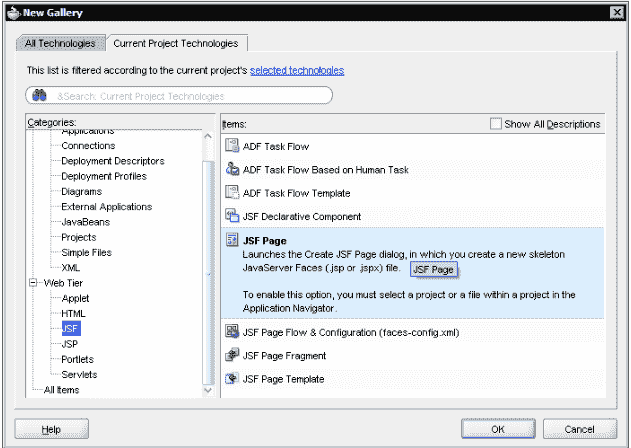 New Gallery
All Technologies
Current Project Technologies
This list is filtered according to the current project's selected technologies
&Search: Current Project Technologies
Categories:
Applications
Connections
Deployment Descriptors
Deployment Profiles
Diagrams
External Applications
JavaBeans
Projects
Simple Files
XML
Web Tier
Applet
HTML
JSF
JSP
Portlets
Servlets
All Items
Items:
Show All Descriptions
ADF Task Flow
ADF Task Flow Based on Human Task
ADF Task Flow Template
JSF Declarative Component
JSF Page
Launches the Create JSF Page dialog, in which you create a new skeleton
JavaServer Faces (.jsp or .jspx) file.
JSF Page
To enable this option, you must select a project or a file within a project in the
Application Navigator.
JSF Page Flow & Configuration (faces-config.xml)
JSF Page Fragment
JSF Page Template
Help
OK
Cancel